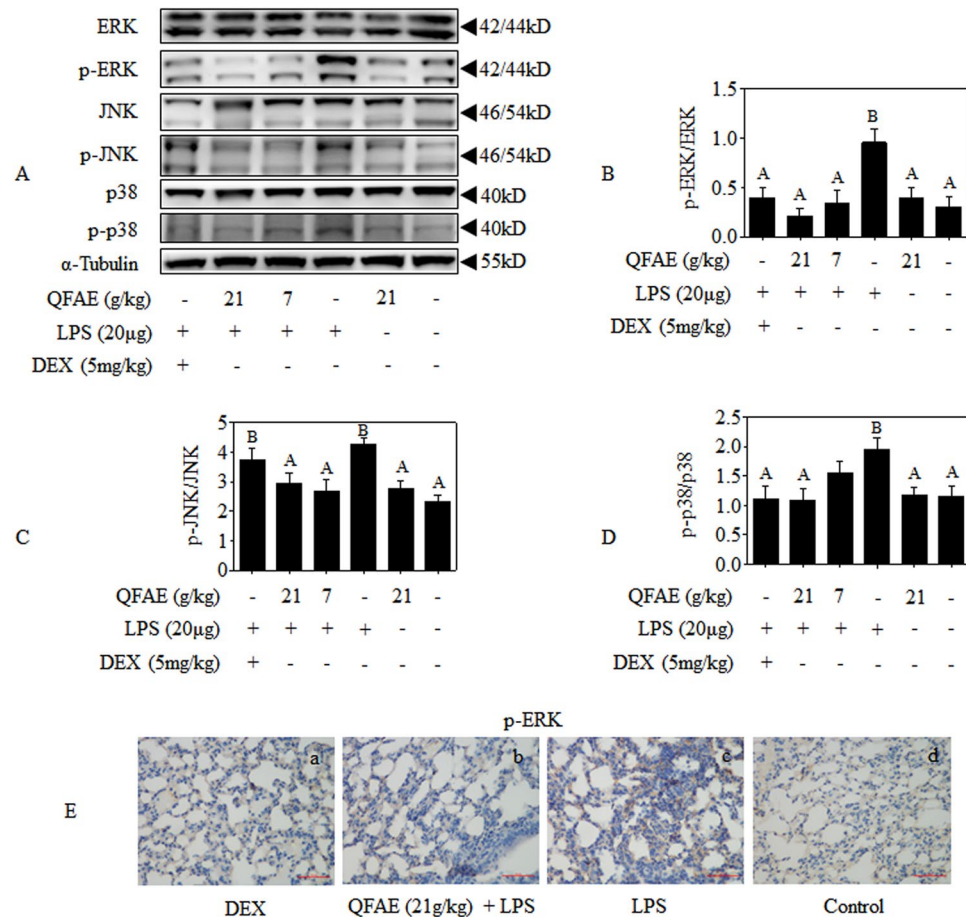 A
ERK ◀42/44kD
p-ERK ◀42/44kD
JNK ◀46/54kD
p-JNK ◀46/54kD
p38 ◀40kD
p-p38 ◀40kD
α-Tubulin ◀55kD
QFAE (g/kg) - 21 7 - 21 -
LPS (20μg) + + + + - -
DEX (5mg/kg) + - - - - -
B
p-ERK/ERK
1.5
1.0
0.5
0.0
A A A B A A
QFAE (g/kg) - 21 7 - 21 -
LPS (20μg) + + + + - -
DEX (5mg/kg) + - - - - -
C
p-JNK/JNK
5
4
3
2
1
0
B A A B A A
QFAE (g/kg) - 21 7 - 21 -
LPS (20μg) + + + + - -
DEX (5mg/kg) + - - - - -
D
p-p38/p38
2.5
2.0
1.5
1.0
0.5
0.0
A A B A A
QFAE (g/kg) - 21 7 - 21 -
LPS (20μg) + + + + - -
DEX (5mg/kg) + - - - - -
p-ERK
E
a b c d
DEX QFAE (21g/kg) + LPS LPS Control